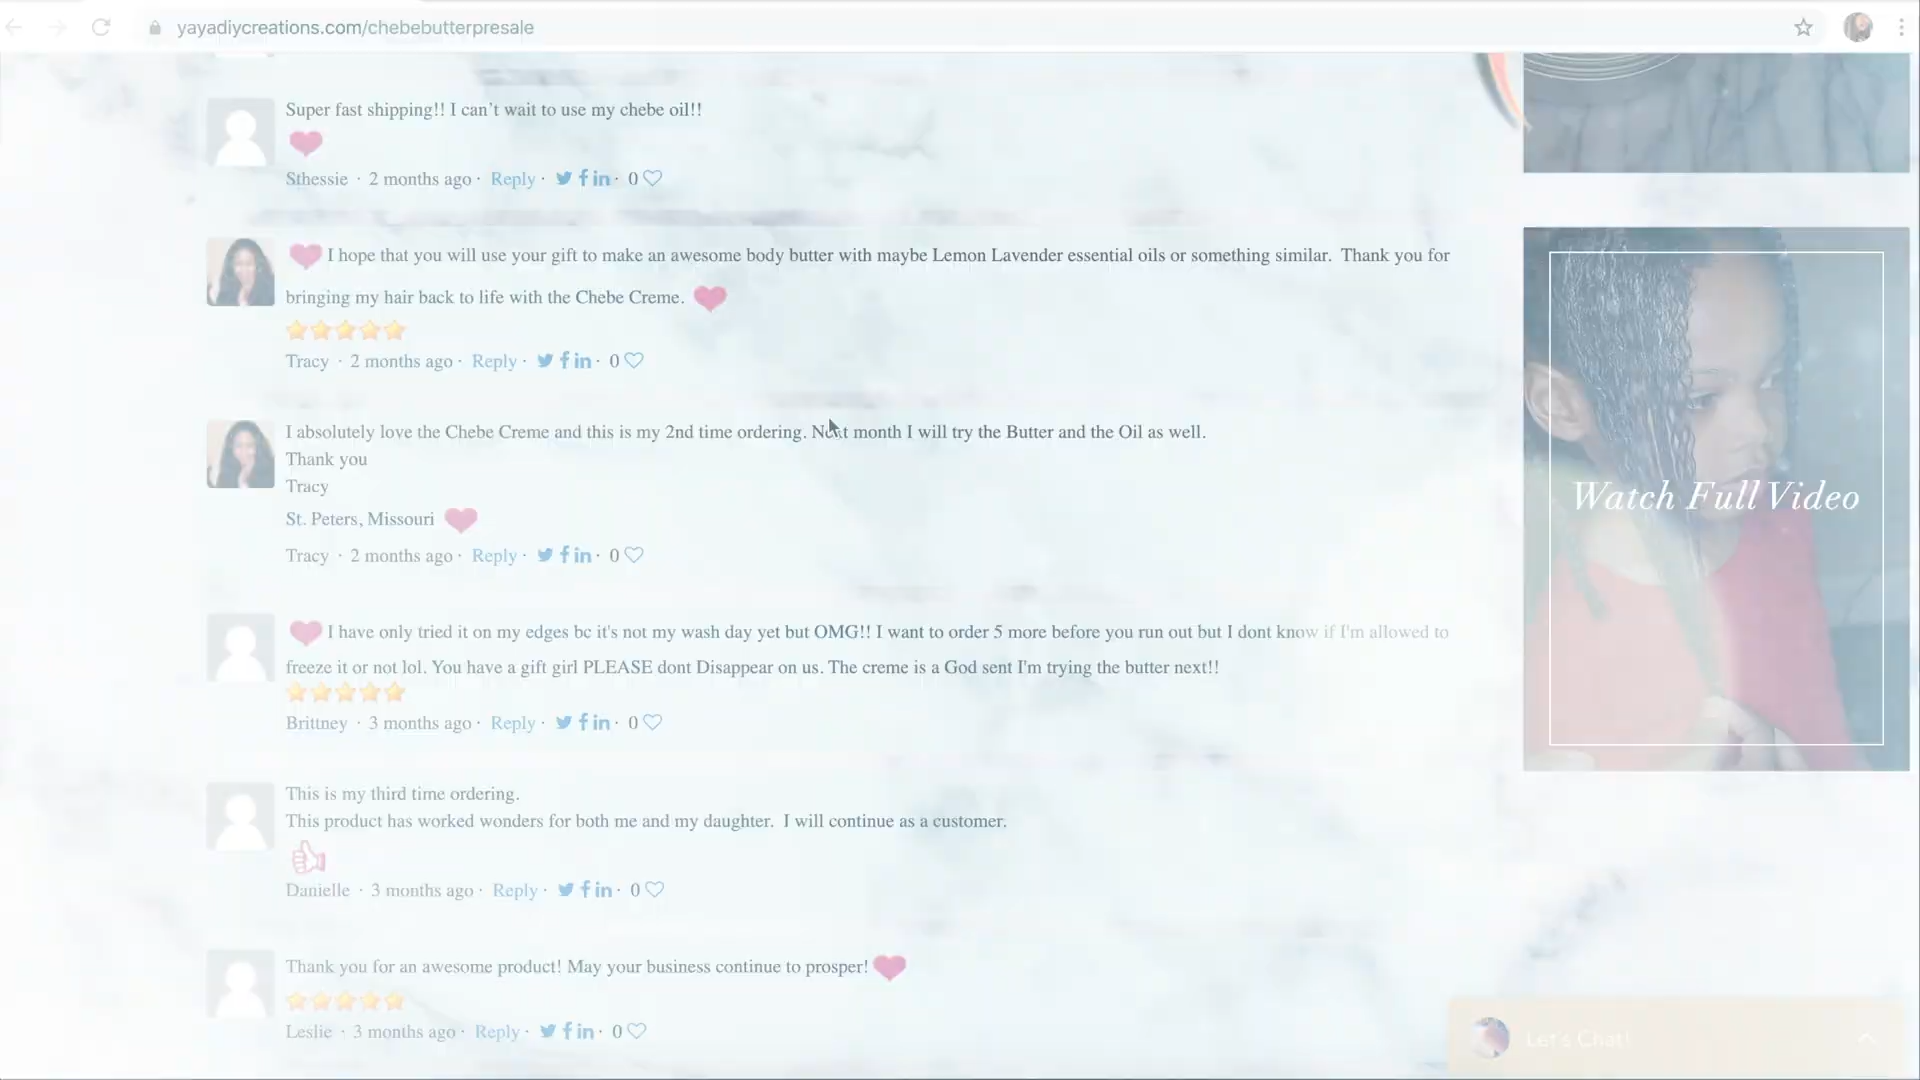 yayadiycreations.com/chebebutterpresale
Super fast shipping!! I can’t wait to use my chebe oil!!
Sthessie · 2 months ago · Reply · 0
I hope that you will use your gift to make an awesome body butter with maybe Lemon Lavender essential oils or something similar. Thank you for
bringing my hair back to life with the Chebe Creme.
Tracy · 2 months ago · Reply · 0
I absolutely love the Chebe Creme and this is my 2nd time ordering. Next month I will try the Butter and the Oil as well.
Thank you
Tracy
St. Peters, Missouri
Tracy · 2 months ago · Reply · 0
I have only tried it on my edges bc it's not my wash day yet but OMG!! I want to order 5 more before you run out but I dont know if I'm allowed to
freeze it or not lol. You have a gift girl PLEASE dont Disappear on us. The creme is a God sent I'm trying the butter next!!
Brittney · 3 months ago · Reply · 0
This is my third time ordering.
This product has worked wonders for both me and my daughter. I will continue as a customer.
Danielle · 3 months ago · Reply · 0
Thank you for an awesome product! May your business continue to prosper!
Leslie · 3 months ago · Reply · 0
Watch Full Video
Let's Chat!